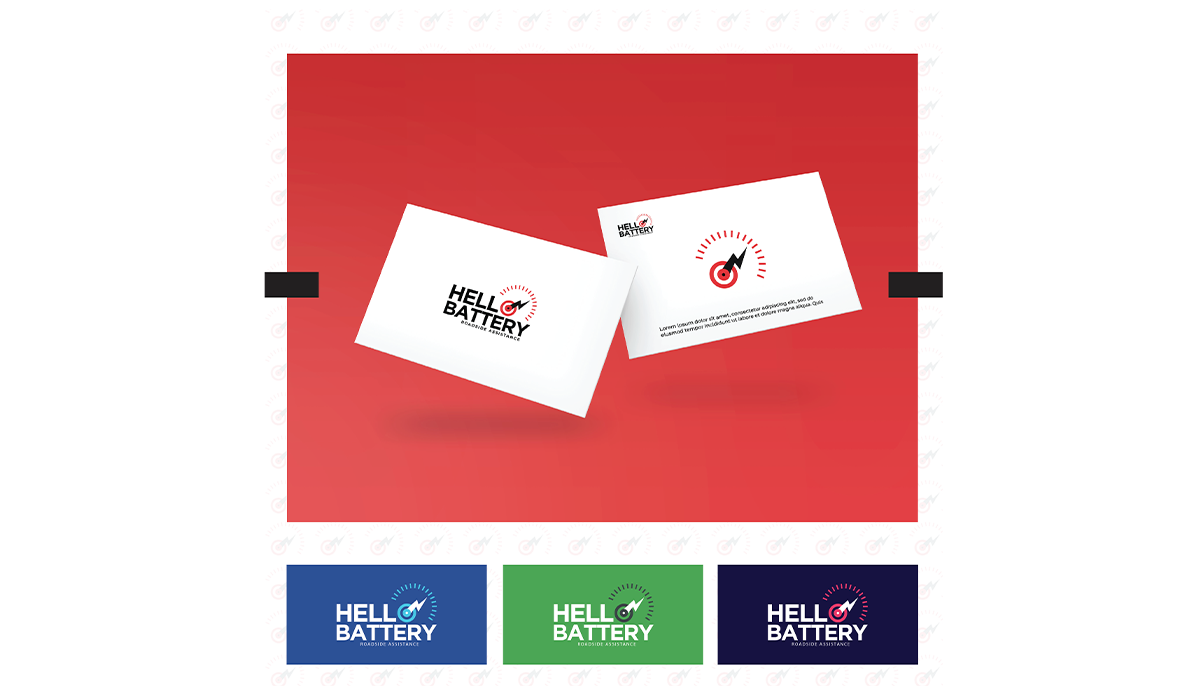 HELLO
BATTERY
ROADSIDE ASSISTANCE
HELLO
BATTERY
Lorem ipsum dolor sit amet, consectetur adipiscing elit, sed do
eiusmod tempor incididunt ut labore et dolore magna aliqua. Quis
HELLO
BATTERY
ROADSIDE ASSISTANCE
HELLO
BATTERY
ROADSIDE ASSISTANCE
HELLO
BATTERY
ROADSIDE ASSISTANCE